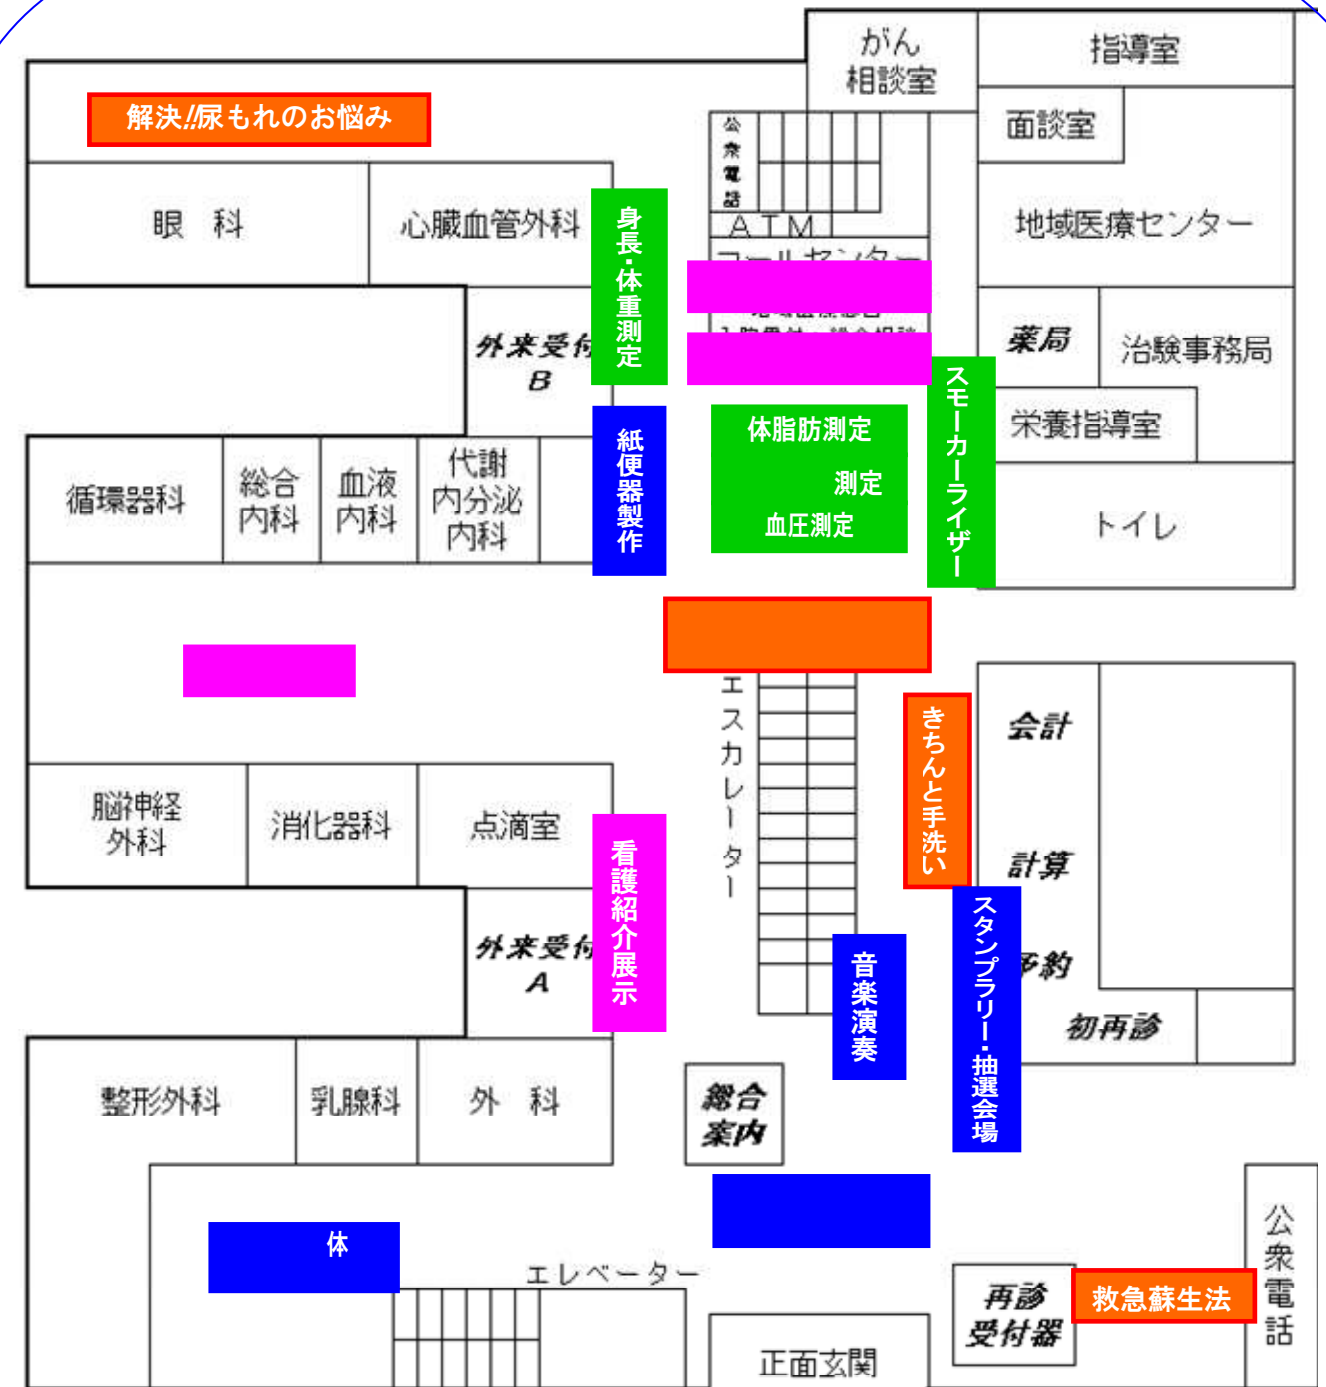 がん
相談室
指導室
解決!!尿もれのお悩み
公衆電話
面談室
眼 科
心臓血管外科
身長・体重測定
ATM
コールセンター
地域医療センター
外来受付
B
薬局
治験事務局
スモーカーライザー
栄養指導室
紙便器製作
体脂肪測定
測定
血圧測定
循環器科
総合
内科
血液
内科
代謝
内分泌
内科
トイレ
エスカレーター
きちんと手洗い
会計
計算
予約
初再診
脳神経
外科
消化器科
点滴室
看護紹介展示
外来受付
A
音楽演奏
スタンプラリー・抽選会場
整形外科
乳腺科
外 科
総合
案内
体
エレベーター
正面玄関
再診
受付器
救急蘇生法
公衆電話